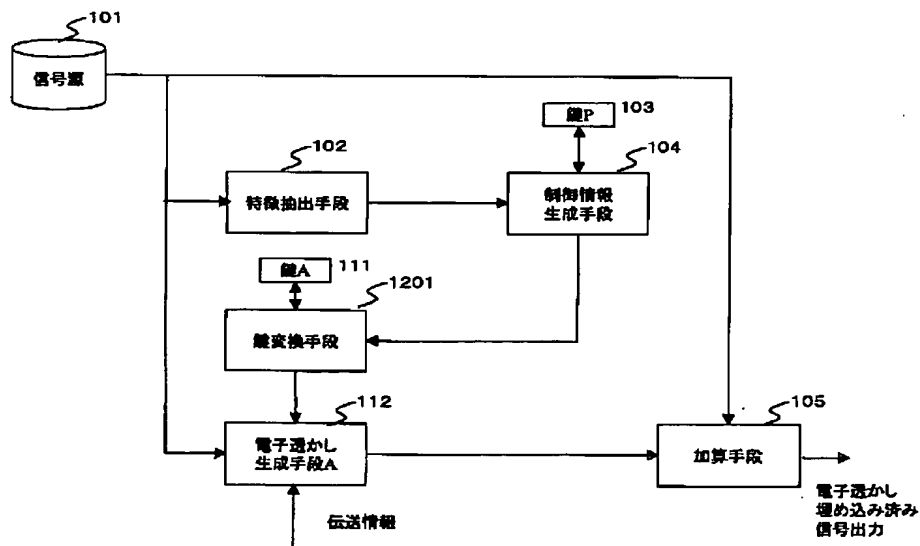 101
信号源
鍵P
103
102
104
特徴抽出手段
制御情報
生成手段
鍵A
111
1201
鍵変換手段
112
105
電子透かし
生成手段A
加算手段
伝送情報
電子透かし
埋め込み済み
信号出力